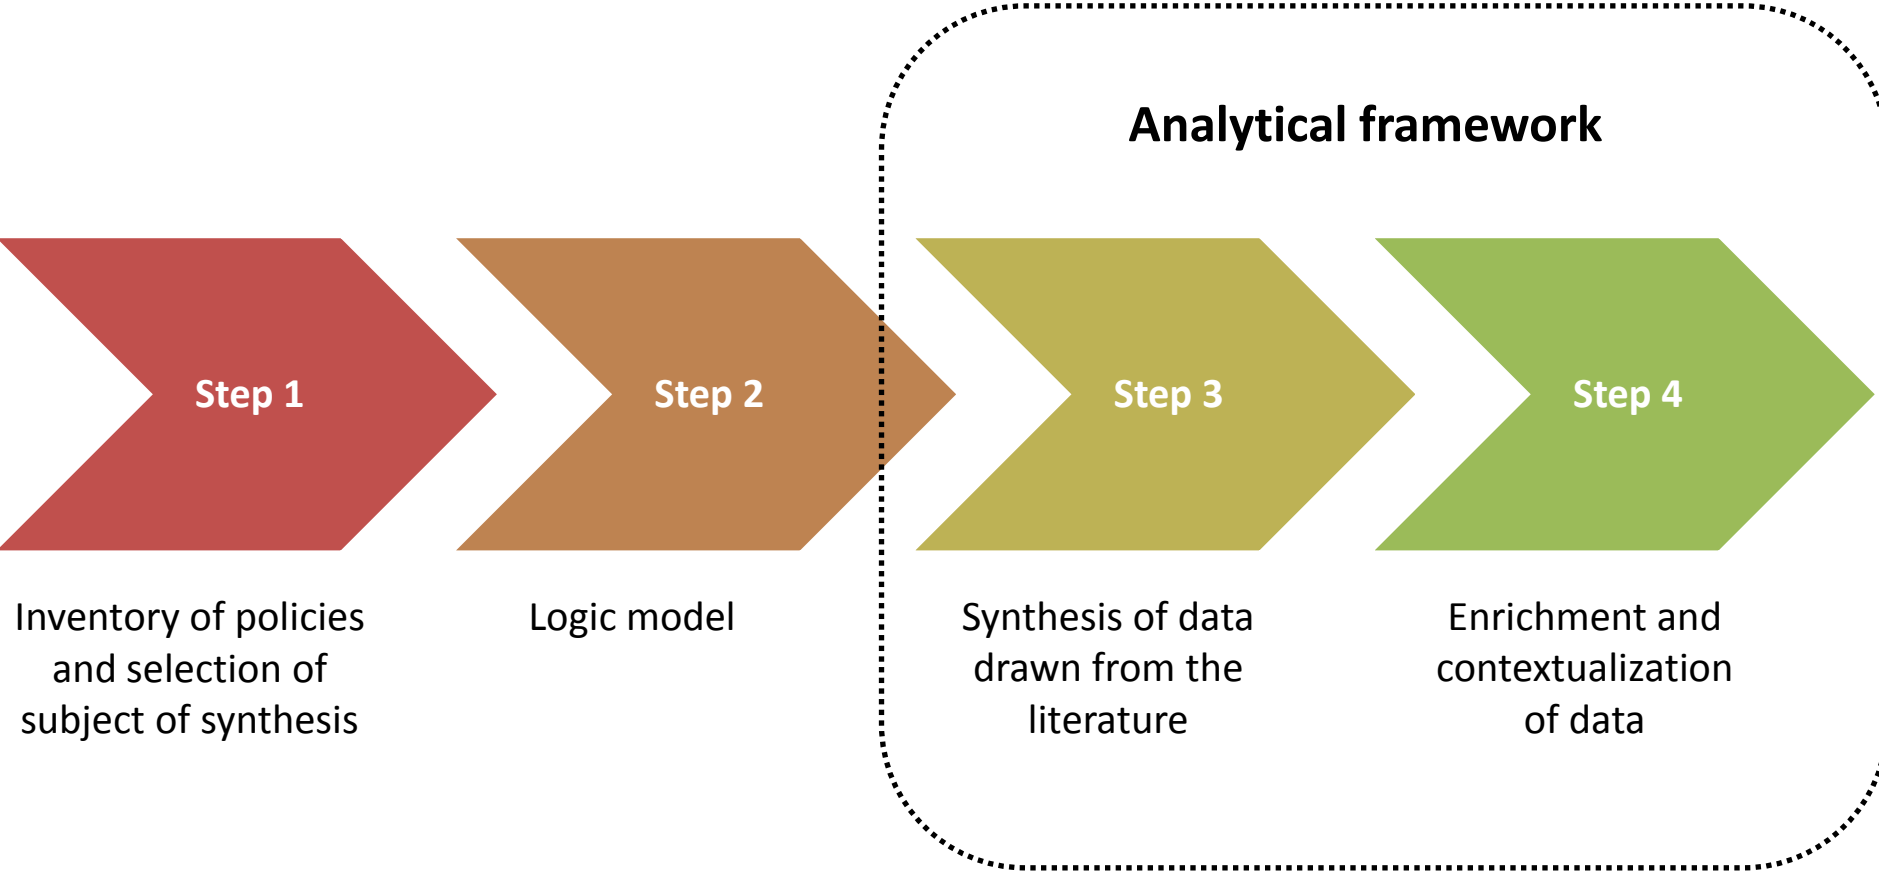 Analytical framework
Step 1
Step 2
Step 3
Step 4
Inventory of policies
and selection of
subject of synthesis
Logic model
Synthesis of data
drawn from the
literature
Enrichment and
contextualization
of data